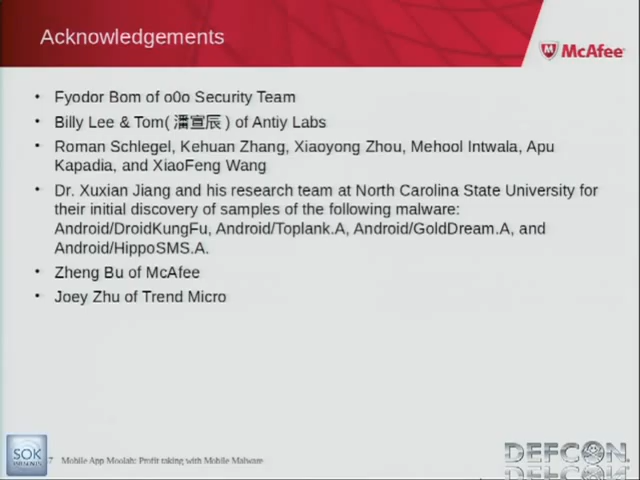 Acknowledgements
McAfee
• Fyodor Bom of o0o Security Team
• Billy Lee & Tom( 潘宣辰 ) of Antiy Labs
• Roman Schlegel, Kehuan Zhang, Xiaoyong Zhou, Mehool Intwala, Apu
Kapadia, and XiaoFeng Wang
• Dr. Xuxian Jiang and his research team at North Carolina State University for
their initial discovery of samples of the following malware:
Android/DroidKungFu, Android/Toplank.A, Android/GoldDream.A, and
Android/HippoSMS.A.
• Zheng Bu of McAfee
• Joey Zhu of Trend Micro
SOK
7 Mobile App Moolah: Profit taking with Mobile Malware
DEFCON